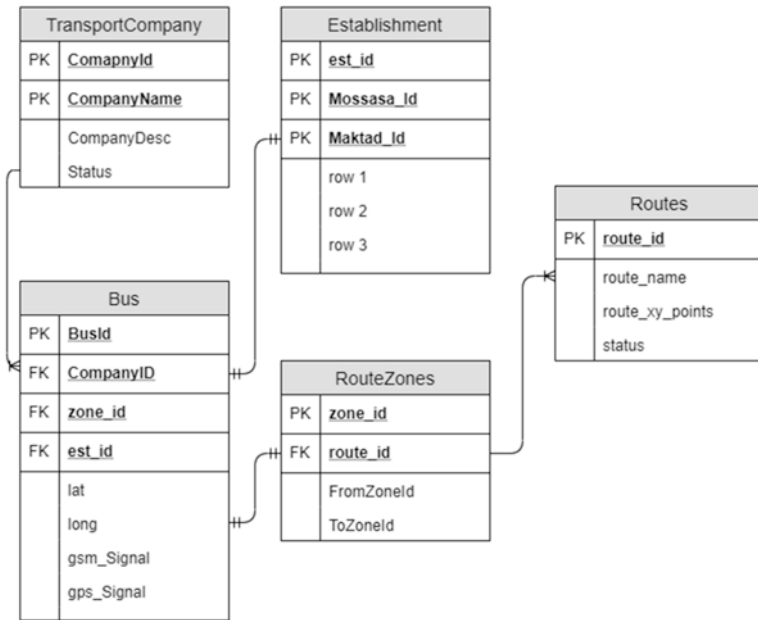 TransportCompany
PK Comapnyld
PK CompanyName
CompanyDesc
Status
Establishment
PK est_id
PK Mossasa_Id
PK Maktad_Id
row 1
row 2
row 3
Routes
PK route_id
route_name
route_xy_points
status
Bus
PK BusId
FK CompanyID
FK zone_id
FK est_id
lat
long
gsm_Signal
gps_Signal
RouteZones
PK zone_id
FK route_id
FromZoneId
ToZoneId